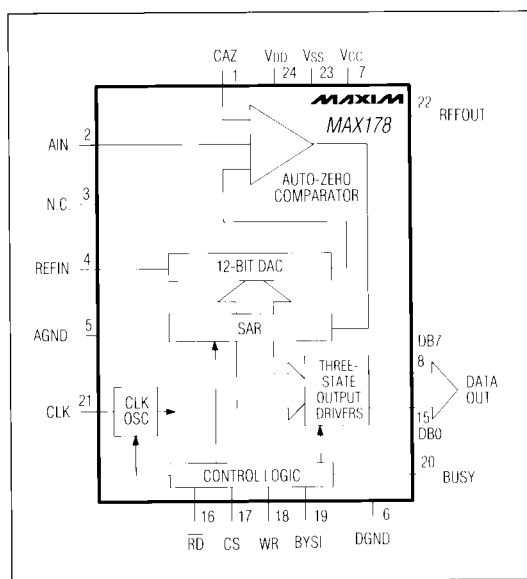 CAZ VDD VSS VCC
1 24 23 7
MAXIM
MAX178
22 RFFOUT
AIN 2
AUTO-ZERO
COMPARATOR
N.C. 3
REFIN 4
12-BIT DAC
AGND 5
SAR
DB7
8
THREE-
STATE
OUTPUT
DRIVERS
DATA
OUT
CLK 21
CLK
OSC
15
DB0
20
BUSY
CONTROL LOGIC
16 17 18 19 6
RD CS WR BYSI DGND